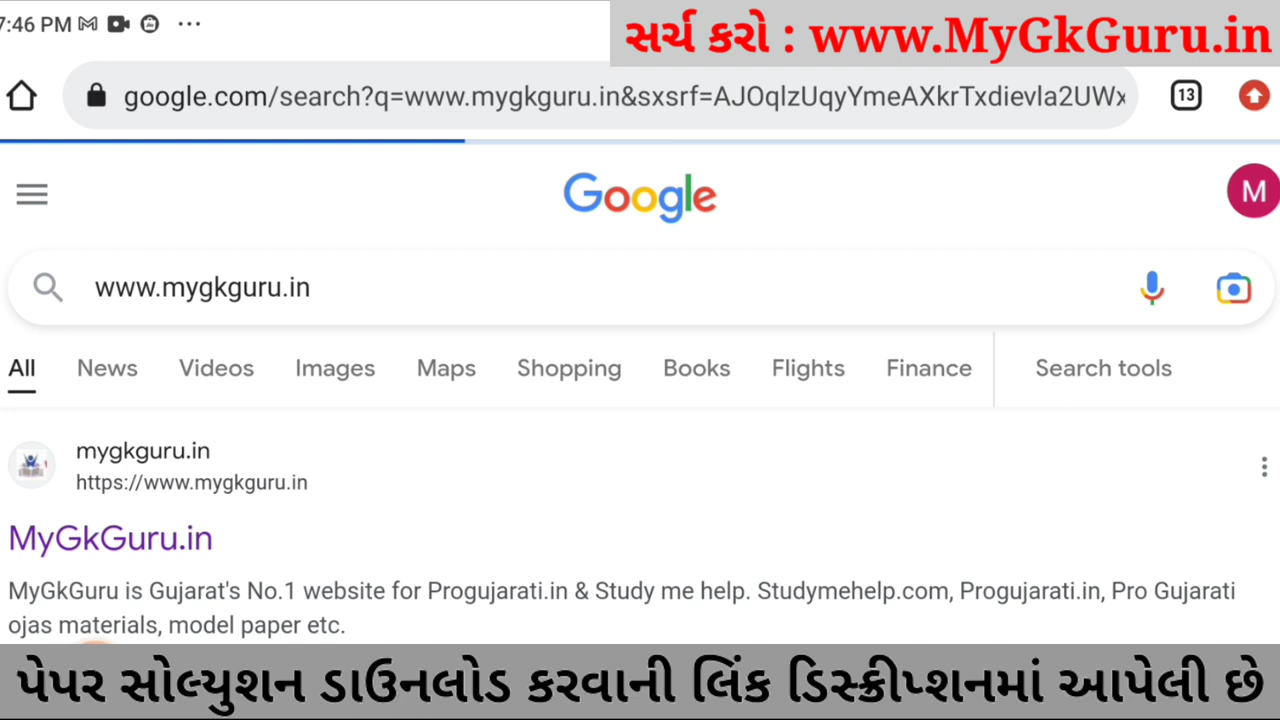 7:46 PM
સર્ચ કરો : www.MyGkGuru.in
google.com/search?q=www.mygkguru.in&sxsrf=AJOqlzUqyYmeAXkrTxdievla2UWx
13
Google
M
www.mygkguru.in
All News Videos Images Maps Shopping Books Flights Finance Search tools
mygkguru.in
https://www.mygkguru.in
MyGkGuru.in
MyGkGuru is Gujarat's No.1 website for Progujarati.in & Study me help. Studymehelp.com, Progujarati.in, Pro Gujarati
ojas materials, model paper etc.
પેપર સોલ્યુશન ડાઉનલોડ કરવાની લિંક ડિસ્ક્રીપ્શનમાં આપેલી છે